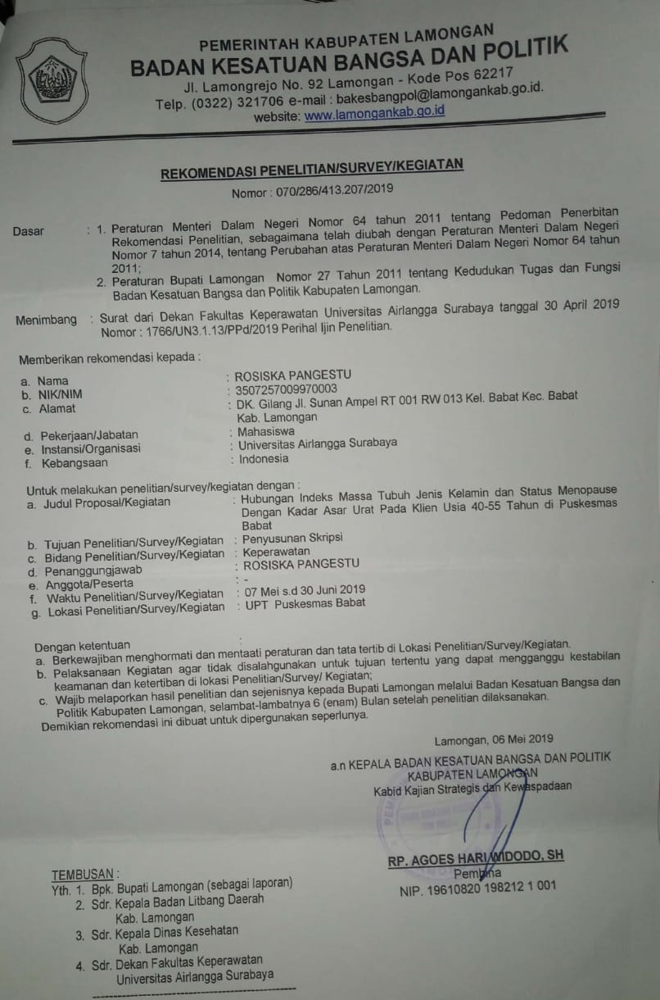 PEMERINTAH KABUPATEN LAMONGAN
BADAN KESATUAN BANGSA DAN POLITIK
Jl. Lamongrejo No. 92 Lamongan - Kode Pos 62217
Telp. (0322) 321706 e-mail : bakesbangpol@lamongankab.go.id.
website: www.lamongankab.go.id
REKOMENDASI PENELITIAN/SURVEY/KEGIATAN
Nomor : 070/286/413.207/2019
Dasar : 1. Peraturan Menteri Dalam Negeri Nomor 64 tahun 2011 tentang Pedoman Penerbitan
Rekomendasi Penelitian, sebagaimana telah diubah dengan Peraturan Menteri Dalam Negeri
Nomor 7 tahun 2014, tentang Perubahan atas Peraturan Menteri Dalam Negeri Nomor 64 tahun
2011;
2. Peraturan Bupati Lamongan Nomor 27 Tahun 2011 tentang Kedudukan Tugas dan Fungsi
Badan Kesatuan Bangsa dan Politik Kabupaten Lamongan.
Menimbang : Surat dari Dekan Fakultas Keperawatan Universitas Airlangga Surabaya tanggal 30 April 2019
Nomor : 1766/UN3.1.13/PPd/2019 Perihal Ijin Penelitian.
Memberikan rekomendasi kepada :
a. Nama : ROSISKA PANGESTU
b. NIK/NIM : 3507257009970003
c. Alamat : DK. Gilang Jl. Sunan Ampel RT 001 RW 013 Kel. Babat Kec. Babat
Kab. Lamongan
d. Pekerjaan/Jabatan : Mahasiswa
e. Instansi/Organisasi : Universitas Airlangga Surabaya
f. Kebangsaan : Indonesia
Untuk melakukan penelitian/survey/kegiatan dengan :
a. Judul Proposal/Kegiatan : Hubungan Indeks Massa Tubuh Jenis Kelamin dan Status Menopause
Dengan Kadar Asar Urat Pada Klien Usia 40-55 Tahun di Puskesmas
Babat
b. Tujuan Penelitian/Survey/Kegiatan : Penyusunan Skripsi
c. Bidang Penelitian/Survey/Kegiatan : Keperawatan
d. Penanggungjawab : ROSISKA PANGESTU
e. Anggota/Peserta : -
f. Waktu Penelitian/Survey/Kegiatan : 07 Mei s.d 30 Juni 2019
g. Lokasi Penelitian/Survey/Kegiatan : UPT Puskesmas Babat
Dengan ketentuan :
a. Berkewajiban menghormati dan mentaati peraturan dan tata tertib di Lokasi Penelitian/Survey/Kegiatan.
b. Pelaksanaan Kegiatan agar tidak disalahgunakan untuk tujuan tertentu yang dapat mengganggu kestabilan
keamanan dan ketertiban di lokasi Penelitian/Survey/ Kegiatan;
c. Wajib melaporkan hasil penelitian dan sejenisnya kepada Bupati Lamongan melalui Badan Kesatuan Bangsa dan
Politik Kabupaten Lamongan, selambat-lambatnya 6 (enam) Bulan setelah penelitian dilaksanakan.
Demikian rekomendasi ini dibuat untuk dipergunakan seperlunya.
Lamongan, 06 Mei 2019
a.n KEPALA BADAN KESATUAN BANGSA DAN POLITIK
KABUPATEN LAMONGAN
Kabid Kajian Strategis dan Kewaspadaan
RP. AGOES HARI WIDODO, SH
Pembina
NIP. 19610820 198212 1 001
TEMBUSAN :
Yth. 1. Bpk. Bupati Lamongan (sebagai laporan)
2. Sdr. Kepala Badan Litbang Daerah
Kab. Lamongan
3. Sdr. Kepala Dinas Kesehatan
Kab. Lamongan
4. Sdr. Dekan Fakultas Keperawatan
Universitas Airlangga Surabaya